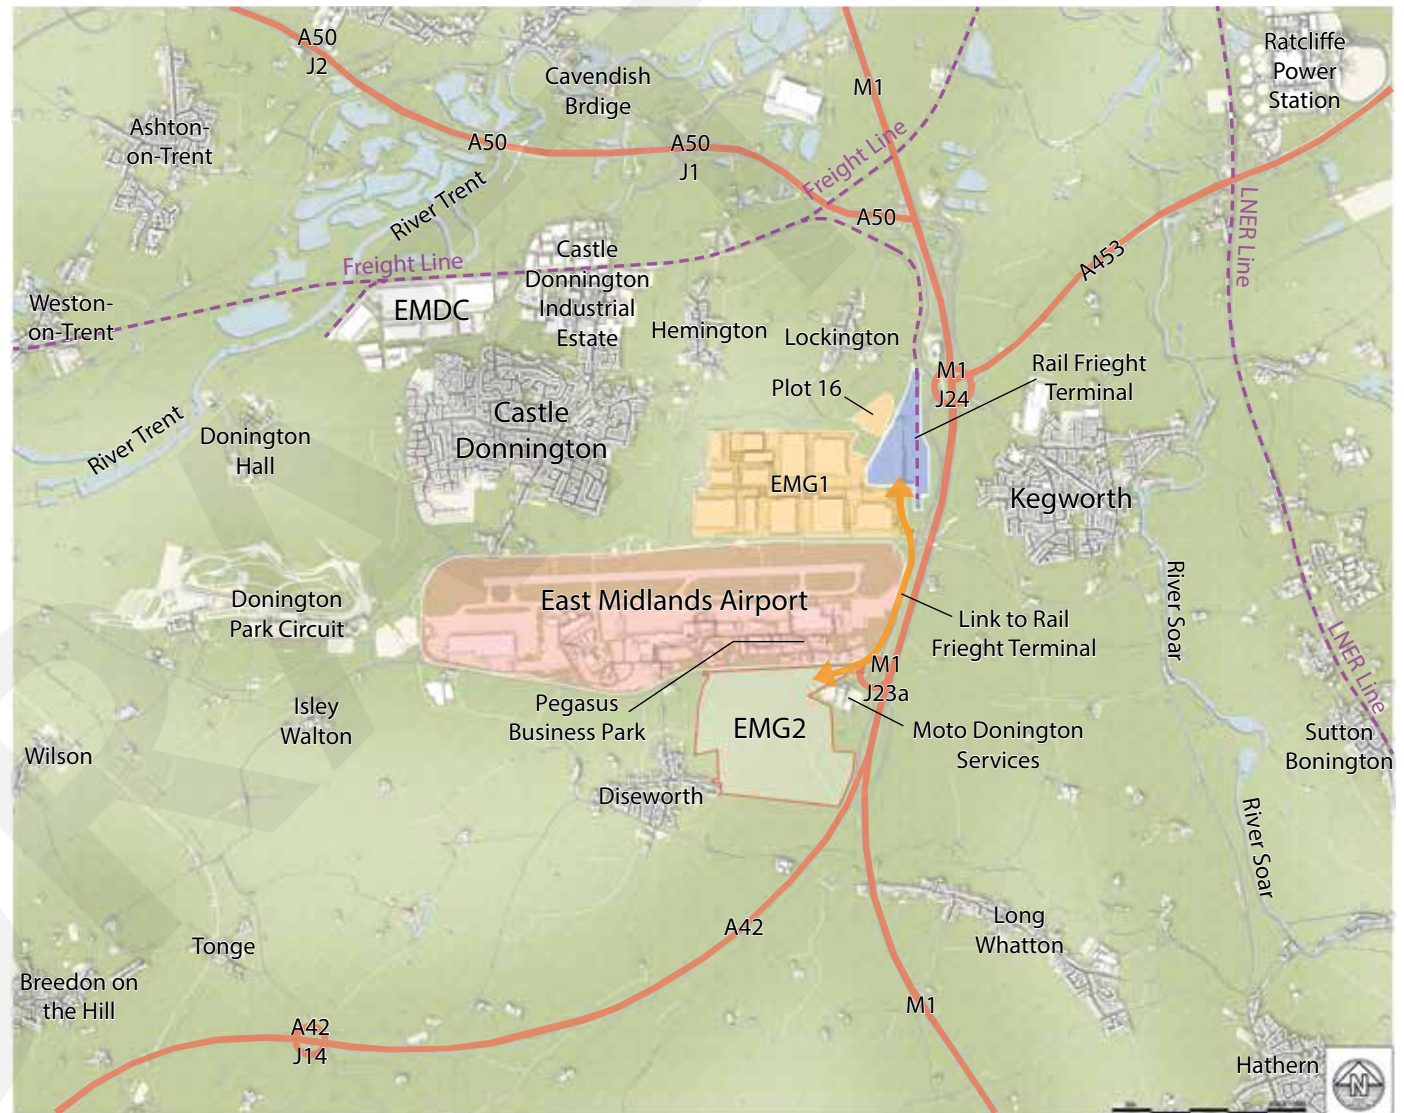 A50
J2
Cavendish
Brdige
M1
Ratcliffe
Power
Station
Ashton-
on-Trent
A50
A50
J1
Freight Line
River Trent
A50
LNER Line
A453
Freight Line
Castle
Donnington
Industrial
Estate
EMDC
Weston-
on-Trent
Hemington
Lockington
Plot 16
M1
J24
Rail Frieght
Terminal
River Trent
Donington
Hall
Castle
Donnington
EMG1
Kegworth
Donington
Park Circuit
East Midlands Airport
River Soar
Link to Rail
Frieght Terminal
M1
J23a
LNER Line
Isley
Walton
Pegasus
Business Park
EMG2
Moto Donington
Services
Sutton
Bonington
Wilson
Diseworth
River Soar
A42
Long
Whatton
Tonge
Breedon on
the Hill
M1
A42
J14
Hathern
N